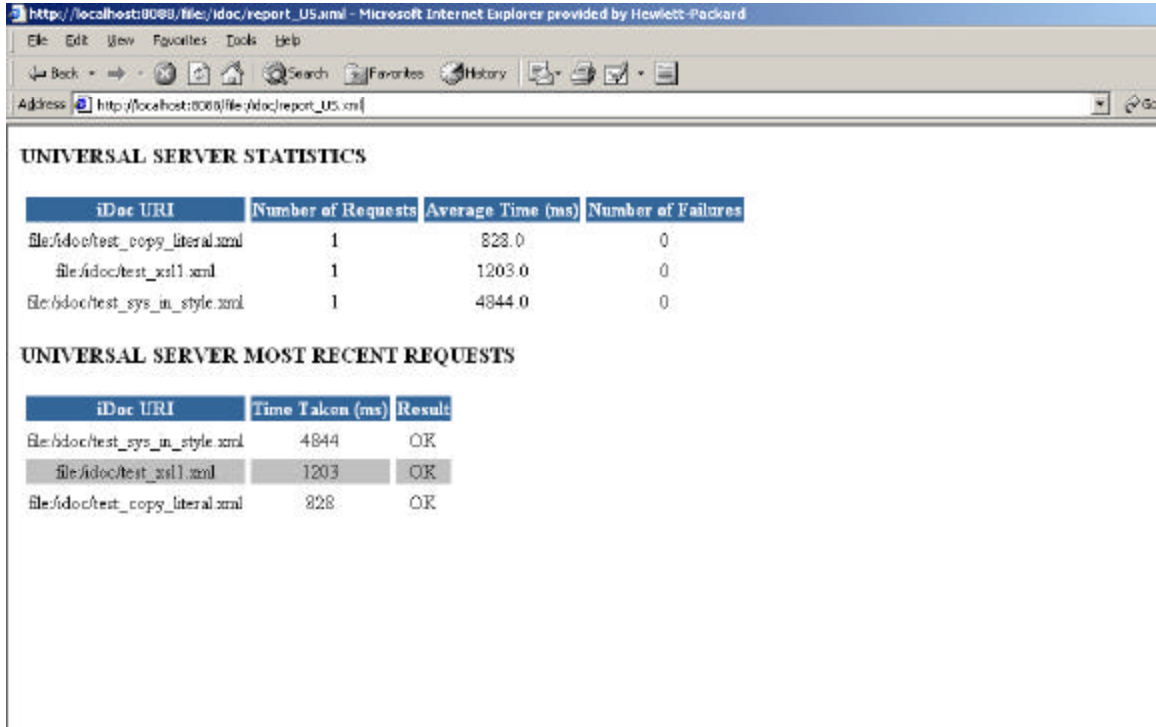 http://localhost:8088/file:/idoc/report_US.xml - Microsoft Internet Explorer provided by Hewlett-Packard
File Edit View Favorites Tools Help
Back Search Favorites History
Address http://localhost:8088/file:/idoc/report_US.xml Go
UNIVERSAL SERVER STATISTICS
iDoc URI Number of Requests Average Time (ms) Number of Failures
file:/idoc/test_copy_literal.xml 1 828.0 0
file:/idoc/test_xsl1.xml 1 1203.0 0
file:/idoc/test_sys_in_style.xml 1 4844.0 0
UNIVERSAL SERVER MOST RECENT REQUESTS
iDoc URI Time Taken (ms) Result
file:/idoc/test_sys_in_style.xml 4844 OK
file:/idoc/test_xsl1.xml 1203 OK
file:/idoc/test_copy_literal.xml 828 OK